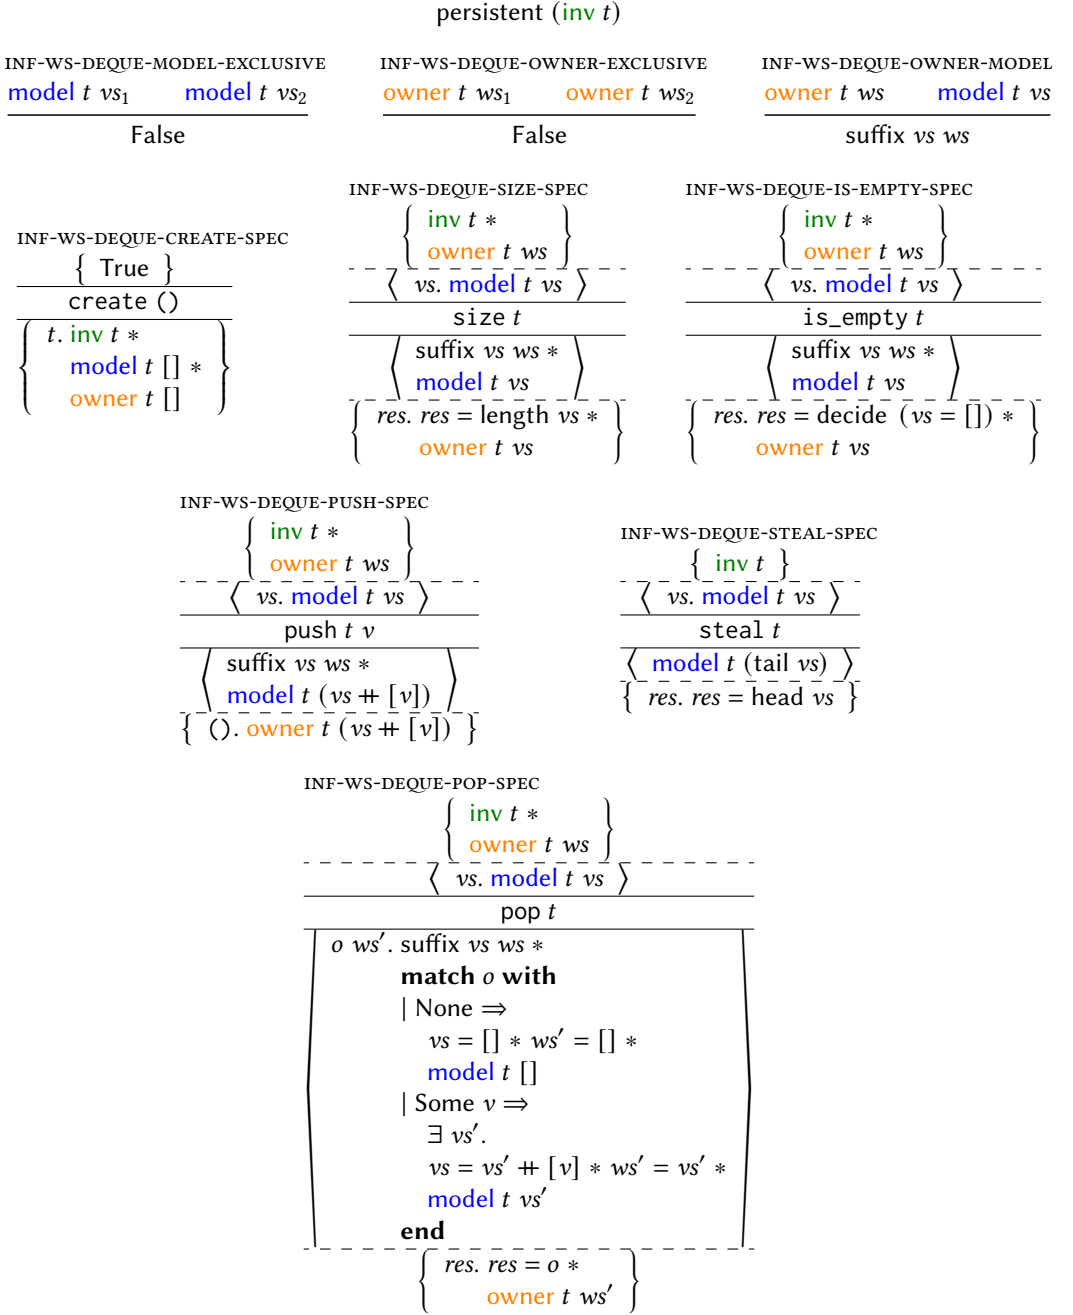 persistent (inv t)
INF-WS-DEQUE-MODEL-EXCLUSIVE
model t vs₁ model t vs₂
False
INF-WS-DEQUE-OWNER-EXCLUSIVE
owner t ws₁ owner t ws₂
False
INF-WS-DEQUE-OWNER-MODEL
owner t ws model t vs
suffix vs ws
INF-WS-DEQUE-CREATE-SPEC
{ True }
create ()
{ t. inv t ∗
model t [] ∗
owner t [] }
INF-WS-DEQUE-SIZE-SPEC
{ inv t ∗
owner t ws }
⟨ vs. model t vs ⟩
size t
⟨ suffix vs ws ∗
model t vs ⟩
{ res. res = length vs ∗
owner t vs }
INF-WS-DEQUE-IS-EMPTY-SPEC
{ inv t ∗
owner t ws }
⟨ vs. model t vs ⟩
is_empty t
⟨ suffix vs ws ∗
model t vs ⟩
{ res. res = decide (vs = []) ∗
owner t vs }
INF-WS-DEQUE-PUSH-SPEC
{ inv t ∗
owner t ws }
⟨ vs. model t vs ⟩
push t v
⟨ suffix vs ws ∗
model t (vs ++ [v]) ⟩
{ (). owner t (vs ++ [v]) }
INF-WS-DEQUE-STEAL-SPEC
{ inv t }
⟨ vs. model t vs ⟩
steal t
⟨ model t (tail vs) ⟩
{ res. res = head vs }
INF-WS-DEQUE-POP-SPEC
{ inv t ∗
owner t ws }
⟨ vs. model t vs ⟩
pop t
⟨ o ws′. suffix vs ws ∗
match o with
| None ⇒
vs = [] ∗ ws′ = [] ∗
model t []
| Some v ⇒
∃ vs′.
vs = vs′ ++ [v] ∗ ws′ = vs′ ∗
model t vs′
end ⟩
{ res. res = o ∗
owner t ws′ }